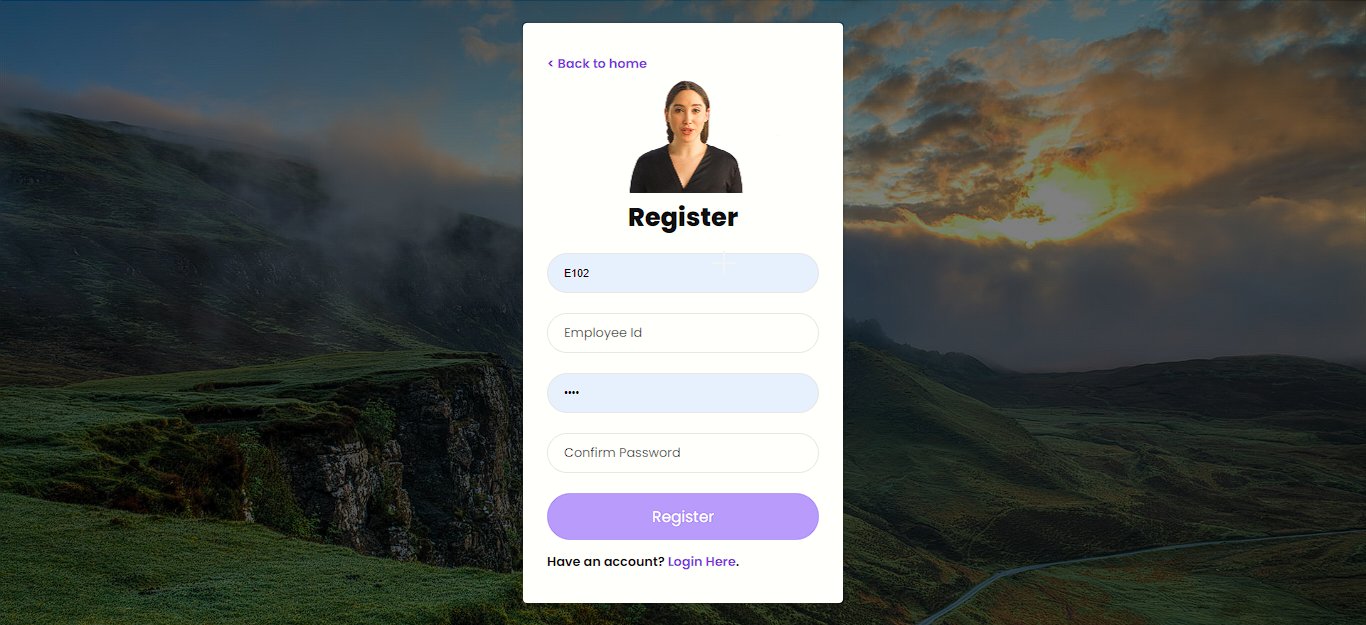 < Back to home
Register
E102
Employee Id
••••
Confirm Password
Register
Have an account? Login Here.